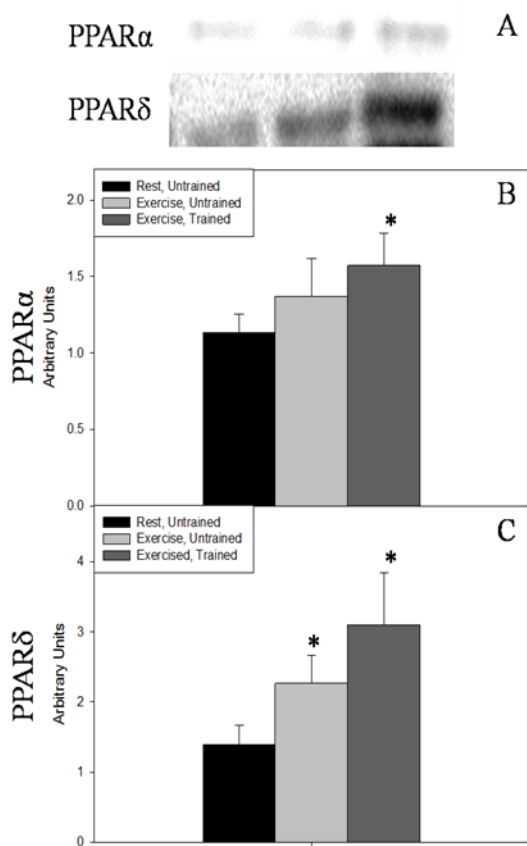 PPARα
A
PPARδ
B
Rest, Untrained
Exercise, Untrained
Exercise, Trained
*
2.0
1.5
1.0
0.5
0.0
PPARα
Arbitrary Units
C
Rest, Untrained
Exercise, Untrained
Exercised, Trained
*
*
4
3
2
1
0
PPARδ
Arbitrary Units